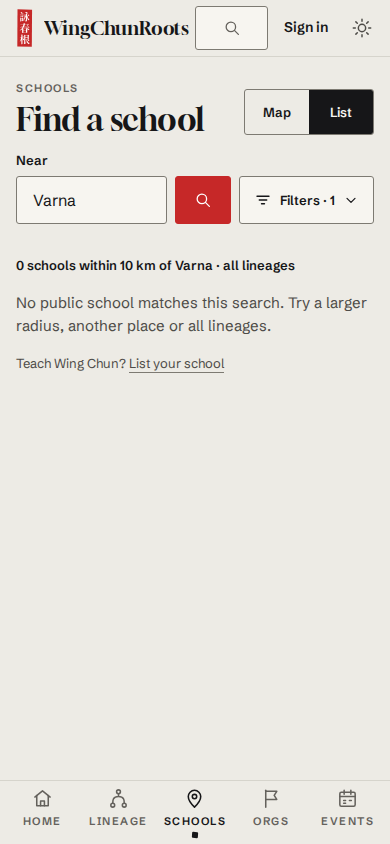 詠春根
WingChunRoots
Sign in
SCHOOLS
Find a school
Map
List
Near
Varna
Filters · 1
0 schools within 10 km of Varna · all lineages
No public school matches this search. Try a larger
radius, another place or all lineages.
Teach Wing Chun? List your school
HOME
LINEAGE
SCHOOLS
ORGS
EVENTS